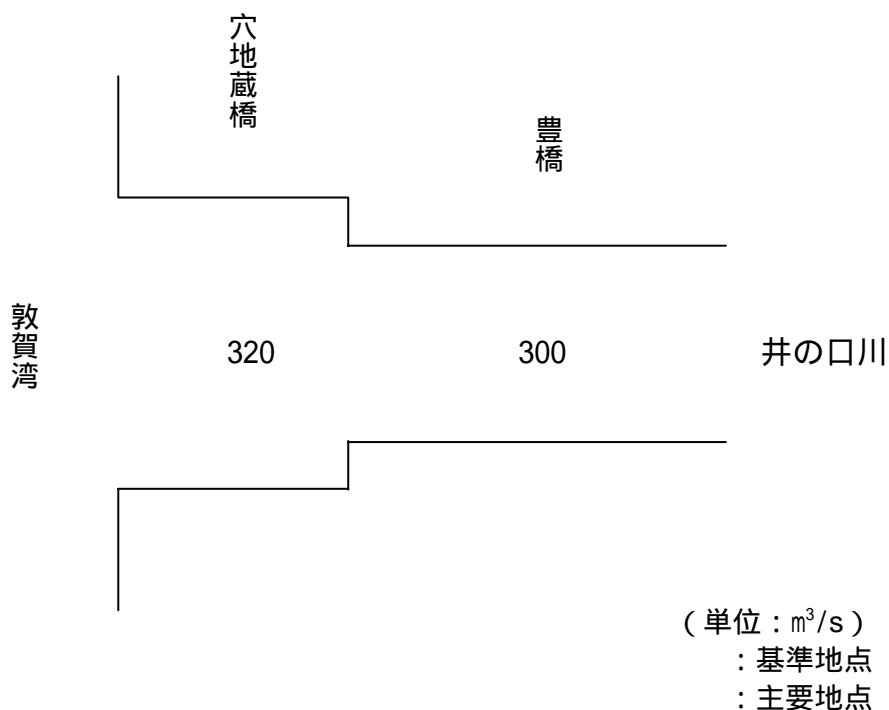 穴地蔵橋
豊橋
敦賀湾
320
300
井の口川
（単位：㎥/s）
：基準地点
：主要地点